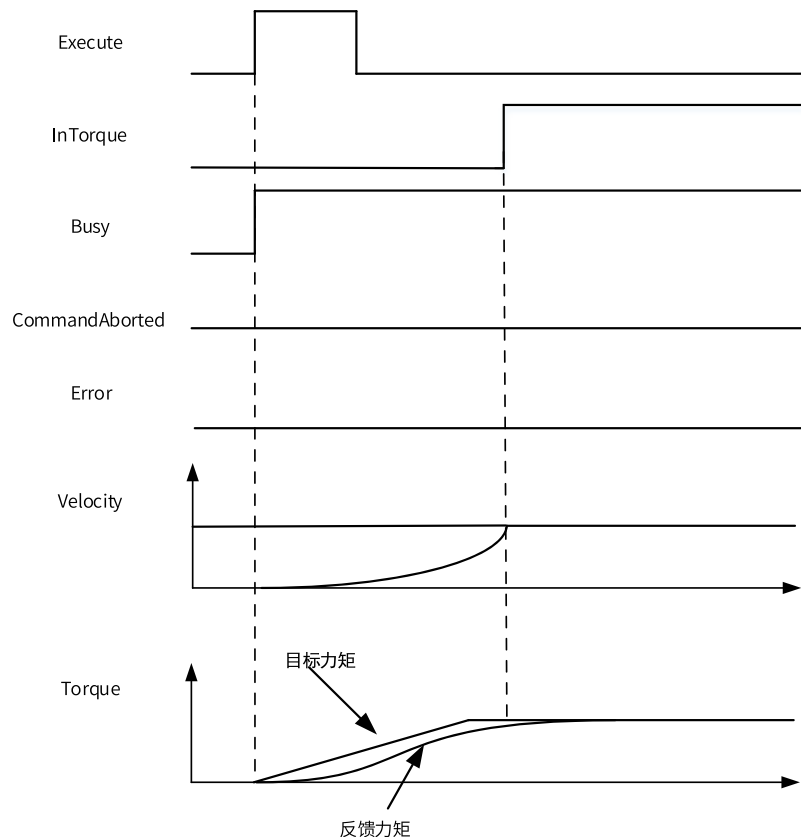 Execute
InTorque
Busy
CommandAborted
Error
Velocity
目标力矩
Torque
反馈力矩